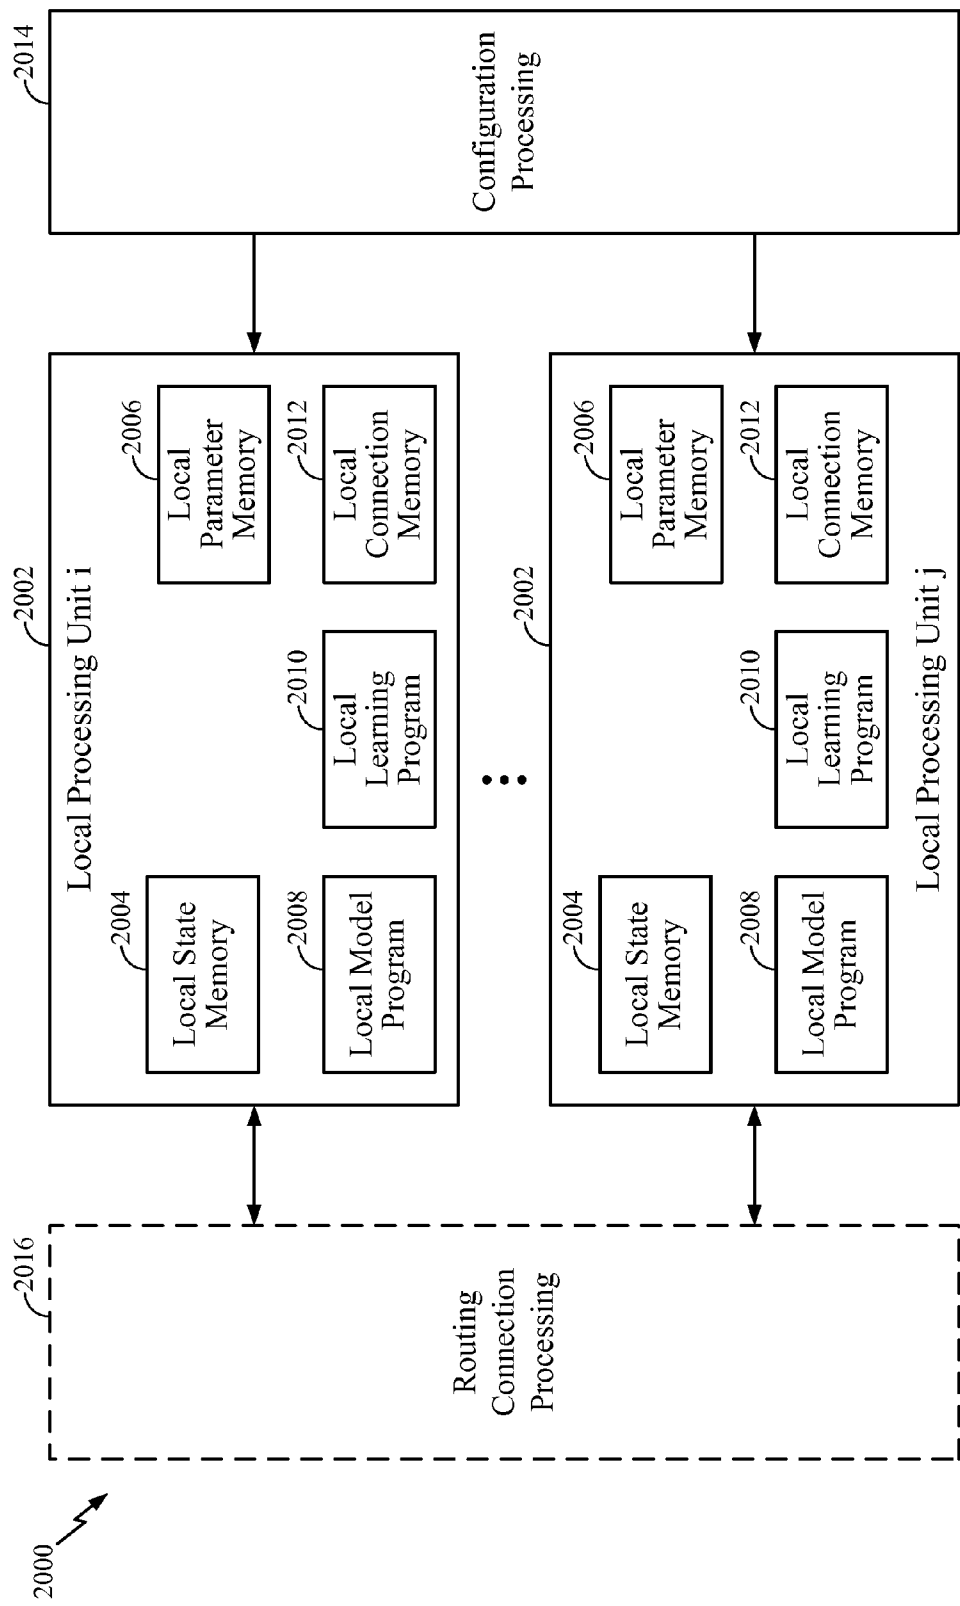 2000
2016
Routing
Connection
Processing
2002
Local Processing Unit i
2004
Local State
Memory
2006
Local
Parameter
Memory
2008
Local Model
Program
2010
Local
Learning
Program
2012
Local
Connection
Memory
2002
2004
Local State
Memory
2006
Local
Parameter
Memory
2008
Local Model
Program
2010
Local
Learning
Program
2012
Local
Connection
Memory
Local Processing Unit j
2014
Configuration
Processing